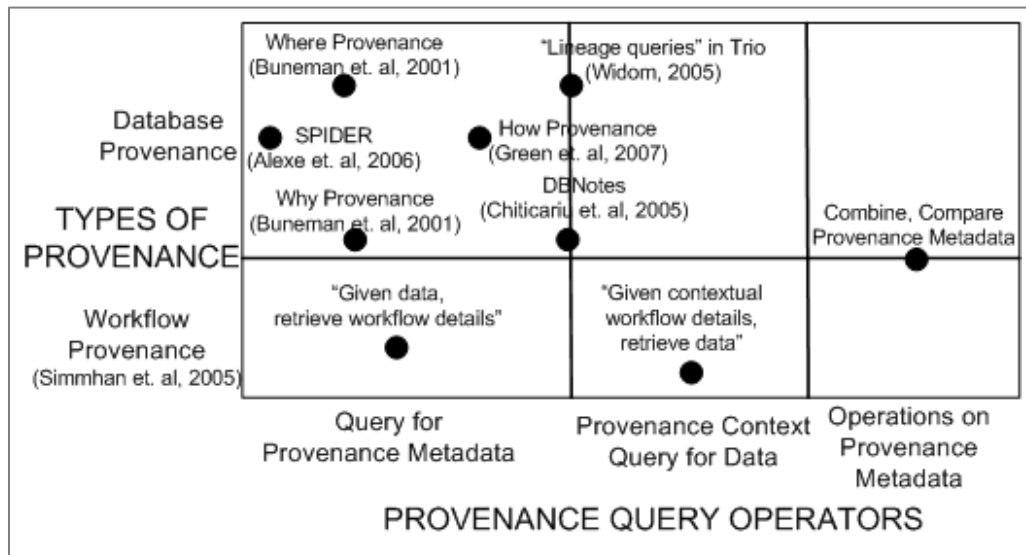 Where Provenance
(Buneman et. al, 2001)
“Lineage queries” in Trio
(Widom, 2005)
Database
Provenance
SPIDER
(Alexe et. al, 2006)
How Provenance
(Green et. al, 2007)
Why Provenance
(Buneman et. al, 2001)
DBNotes
(Chiticariu et. al, 2005)
TYPES OF
PROVENANCE
Combine, Compare
Provenance Metadata
Workflow
Provenance
(Simmhan et. al, 2005)
“Given data,
retrieve workflow details”
“Given contextual
workflow details,
retrieve data”
Query for
Provenance Metadata
Provenance Context
Query for Data
Operations on
Provenance
Metadata
PROVENANCE QUERY OPERATORS